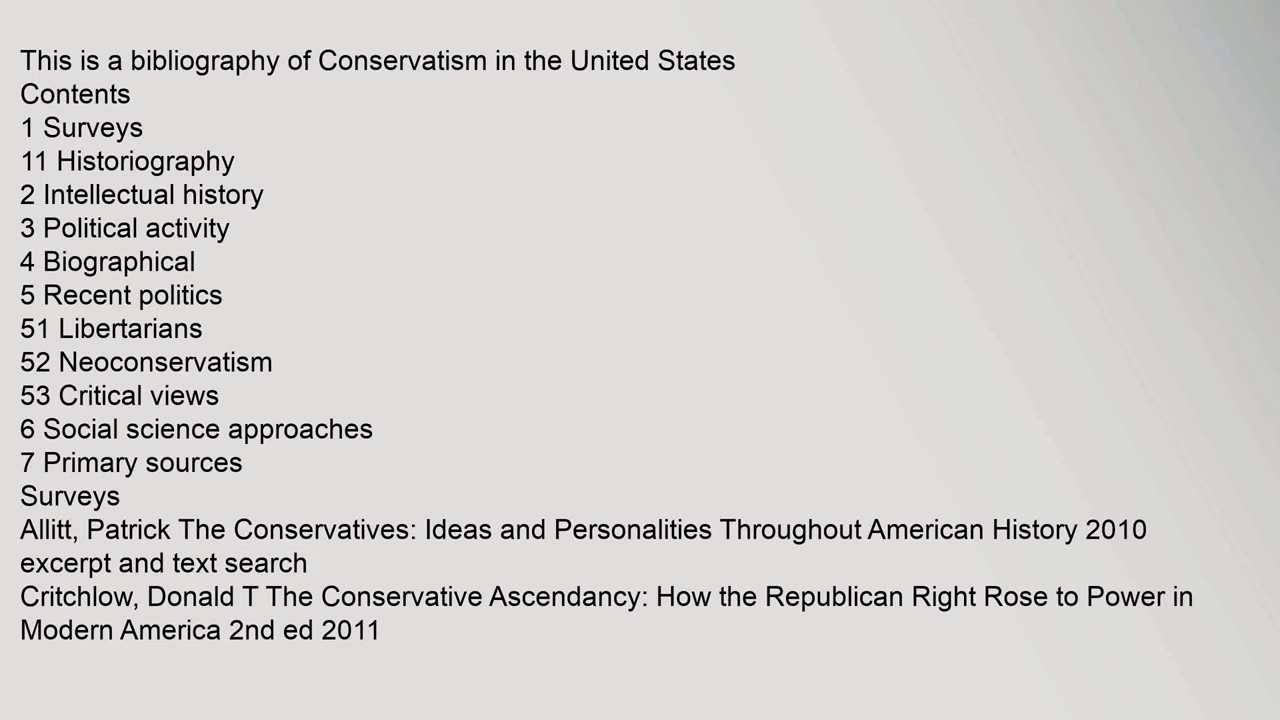 This is a bibliography of Conservatism in the United States
Contents
1 Surveys
11 Historiography
2 Intellectual history
3 Political activity
4 Biographical
5 Recent politics
51 Libertarians
52 Neoconservatism
53 Critical views
6 Social science approaches
7 Primary sources
Surveys
Allitt, Patrick The Conservatives: Ideas and Personalities Throughout American History 2010
excerpt and text search
Critchlow, Donald T The Conservative Ascendancy: How the Republican Right Rose to Power in
Modern America 2nd ed 2011